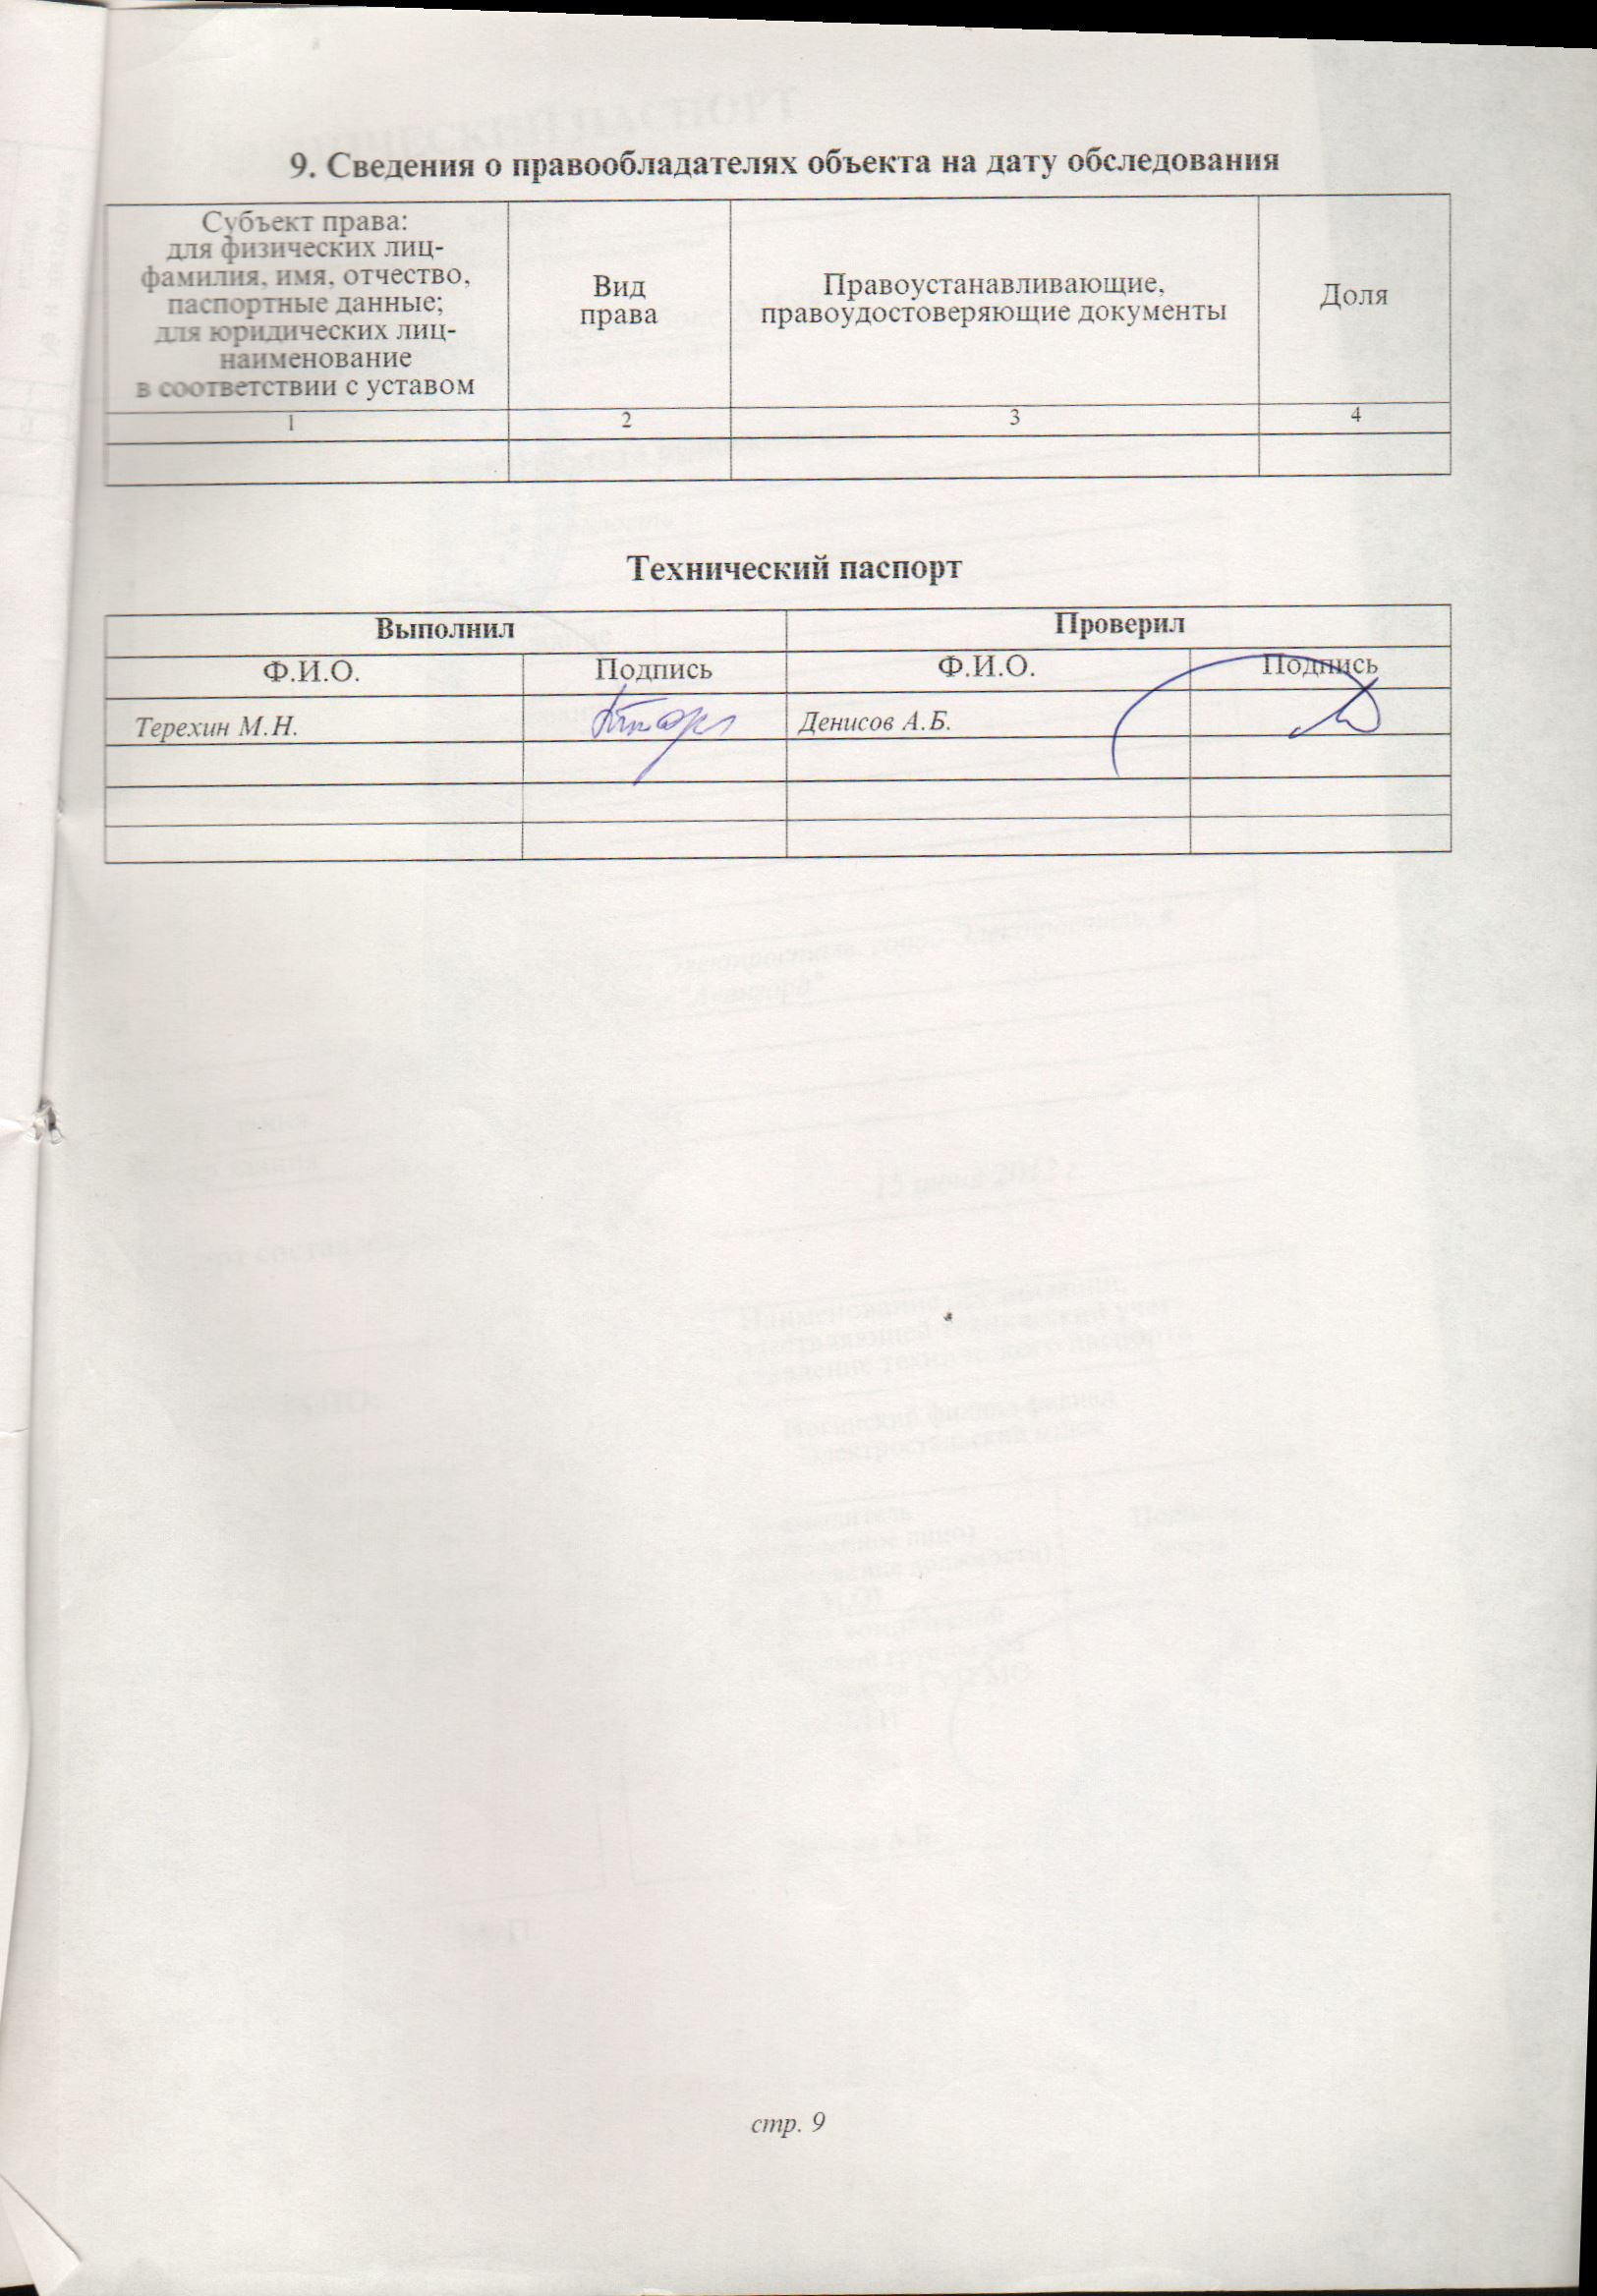 9. Сведения о правообладателях объекта на дату обследования
Субъект права:
для физических лиц-
фамилия, имя, отчество,
паспортные данные;
для юридических лиц-
наименование
в соответствии с уставом
Вид
права
Правоустанавливающие,
правоудостоверяющие документы
Доля
1 2 3 4
Технический паспорт
Выполнил Проверил
Ф.И.О. Подпись Ф.И.О. Подпись
Терехин М.Н. Денисов А.Б.
стр. 9